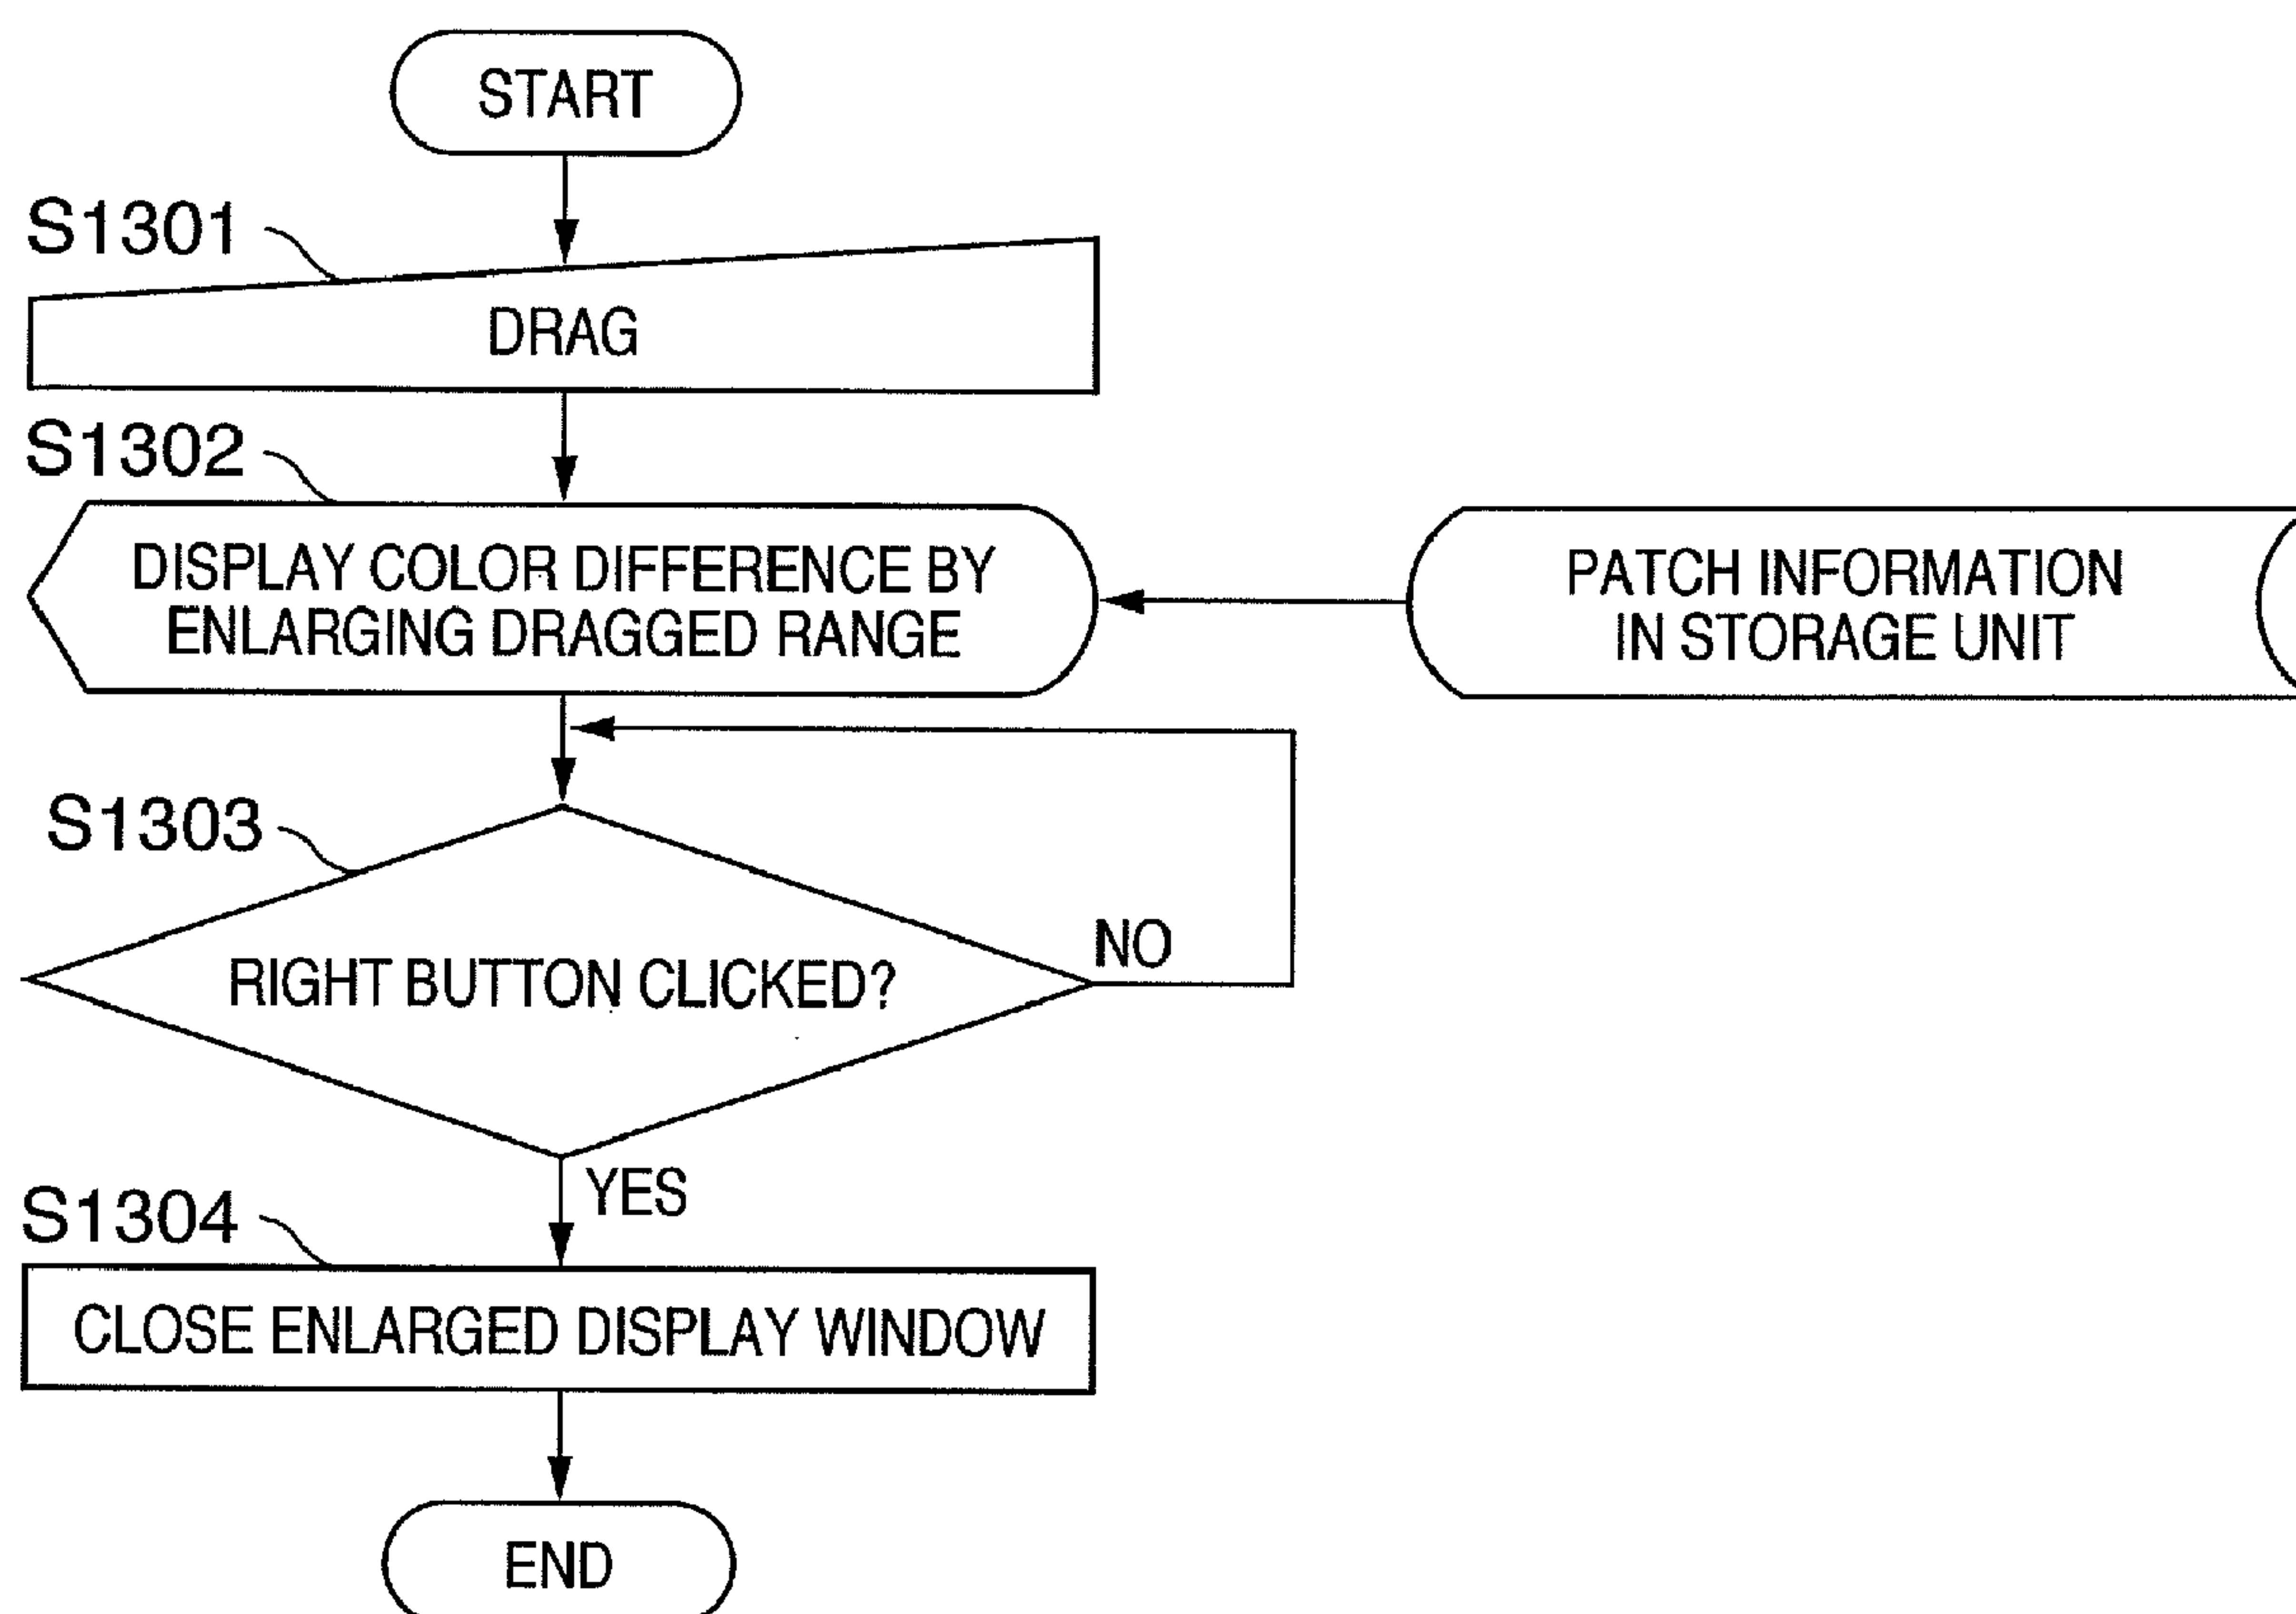 START
S1301
DRAG
S1302
DISPLAY COLOR DIFFERENCE BY
ENLARGING DRAGGED RANGE
PATCH INFORMATION
IN STORAGE UNIT
S1303
RIGHT BUTTON CLICKED?
NO
YES
S1304
CLOSE ENLARGED DISPLAY WINDOW
END